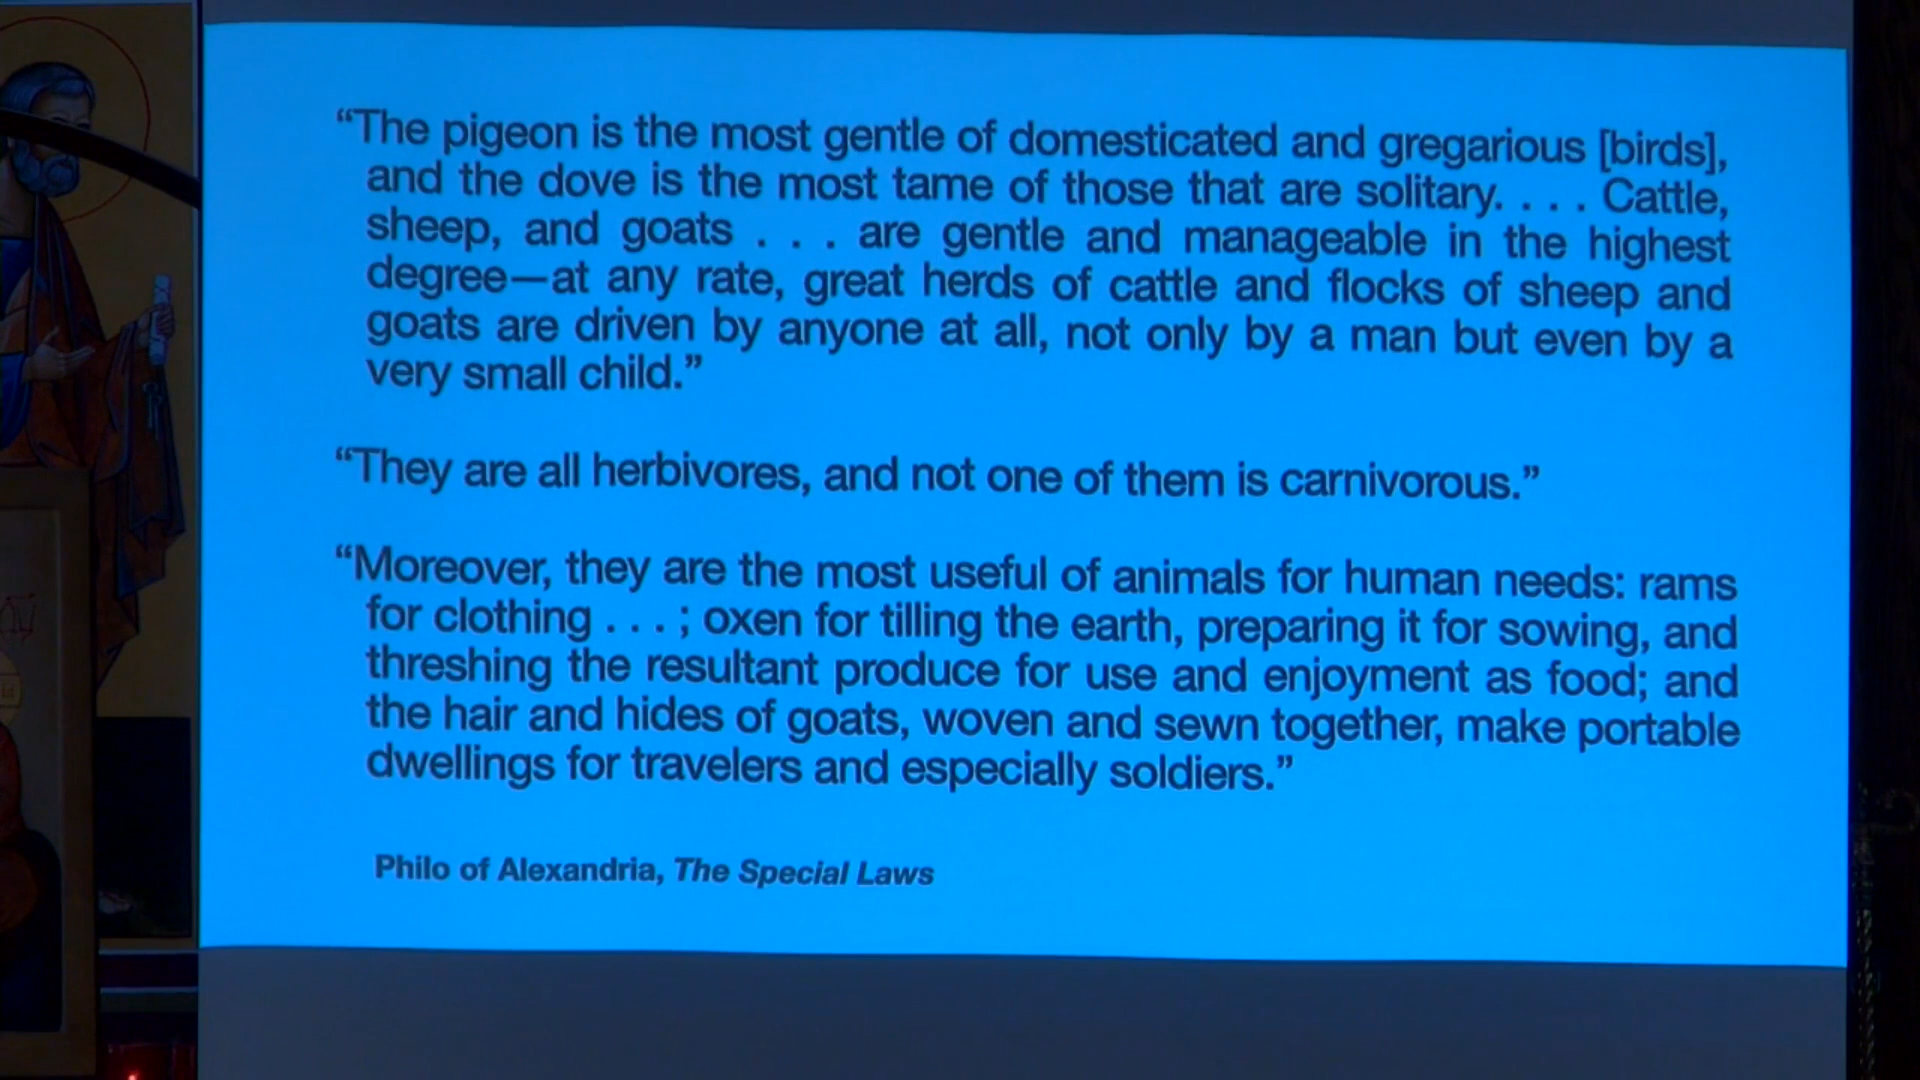 “The pigeon is the most gentle of domesticated and gregarious [birds],
and the dove is the most tame of those that are solitary. . . . Cattle,
sheep, and goats . . . are gentle and manageable in the highest
degree—at any rate, great herds of cattle and flocks of sheep and
goats are driven by anyone at all, not only by a man but even by a
very small child.”
“They are all herbivores, and not one of them is carnivorous.”
“Moreover, they are the most useful of animals for human needs: rams
for clothing . . . ; oxen for tilling the earth, preparing it for sowing, and
threshing the resultant produce for use and enjoyment as food; and
the hair and hides of goats, woven and sewn together, make portable
dwellings for travelers and especially soldiers.”
Philo of Alexandria, The Special Laws